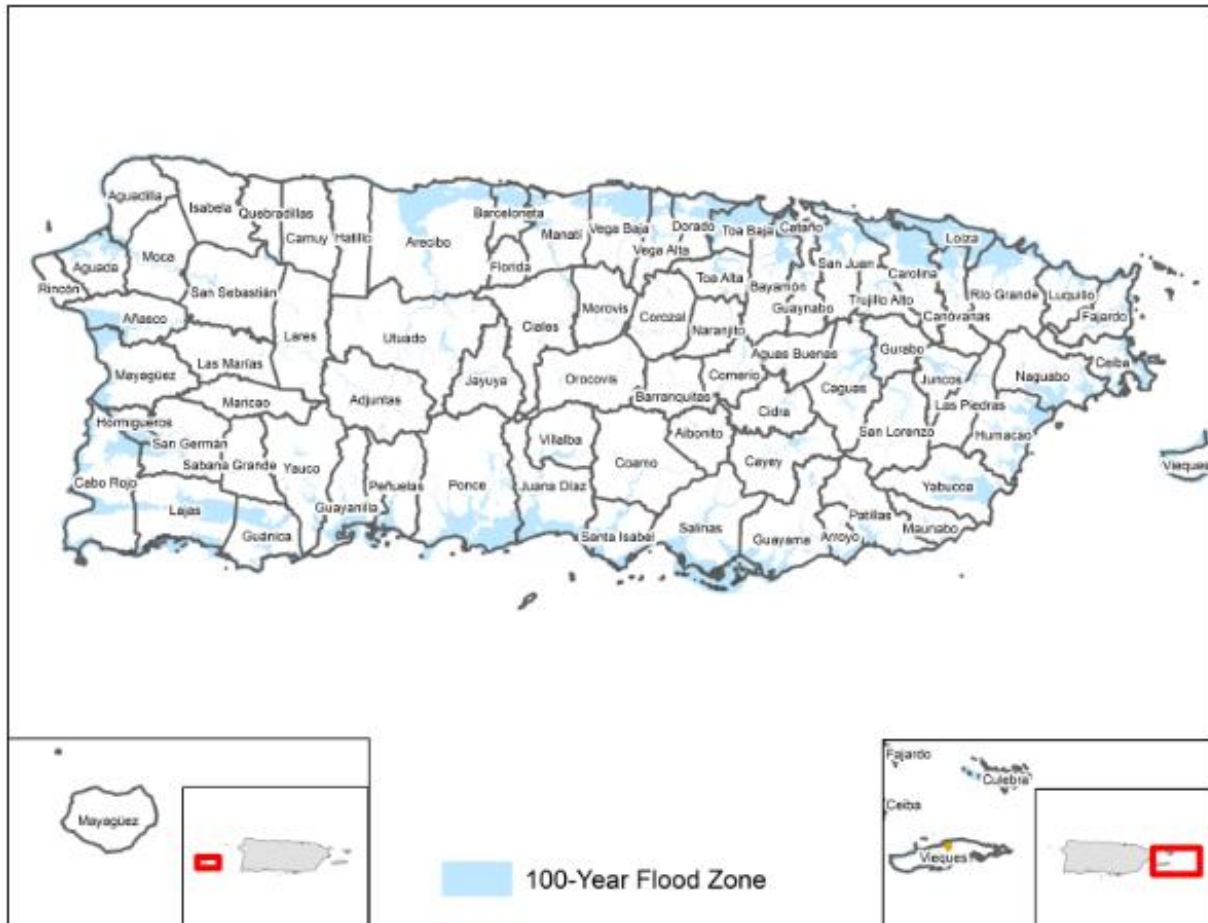 Aguadilla
Isabela
Quebradillas
Camuy
Hatillo
Arecibo
Barceloneta
Manatí
Vega Baja
Dorado
Toa Baja
Cataño
Loíza
Moca
Florida
Vega Alta
San Juan
Carolina
Aguada
Toa Alta
Bayamón
Rincón
San Sebastián
Trujillo Alto
Río Grande
Luquillo
Añasco
Lares
Utuado
Ciales
Morovis
Corozal
Naranjito
Guaynabo
Canóvanas
Fajardo
Aguas Buenas
Gurabo
Ceiba
Las Marías
Mayagüez
Jayuya
Orocovis
Comerío
Caguas
Juncos
Naguabo
Maricao
Adjuntas
Barranquitas
Cidra
Las Piedras
Hormigueros
San Germán
Villalba
Aibonito
San Lorenzo
Humacao
Sabana Grande
Yauco
Coamo
Cayey
Vieques
Cabo Rojo
Peñuelas
Ponce
Juana Díaz
Yabucoa
Lajas
Guayanilla
Patillas
Guánica
Santa Isabel
Salinas
Guayama
Arroyo
Maunabo
Mayagüez
Fajardo
Culebra
Ceiba
Vieques
100-Year Flood Zone